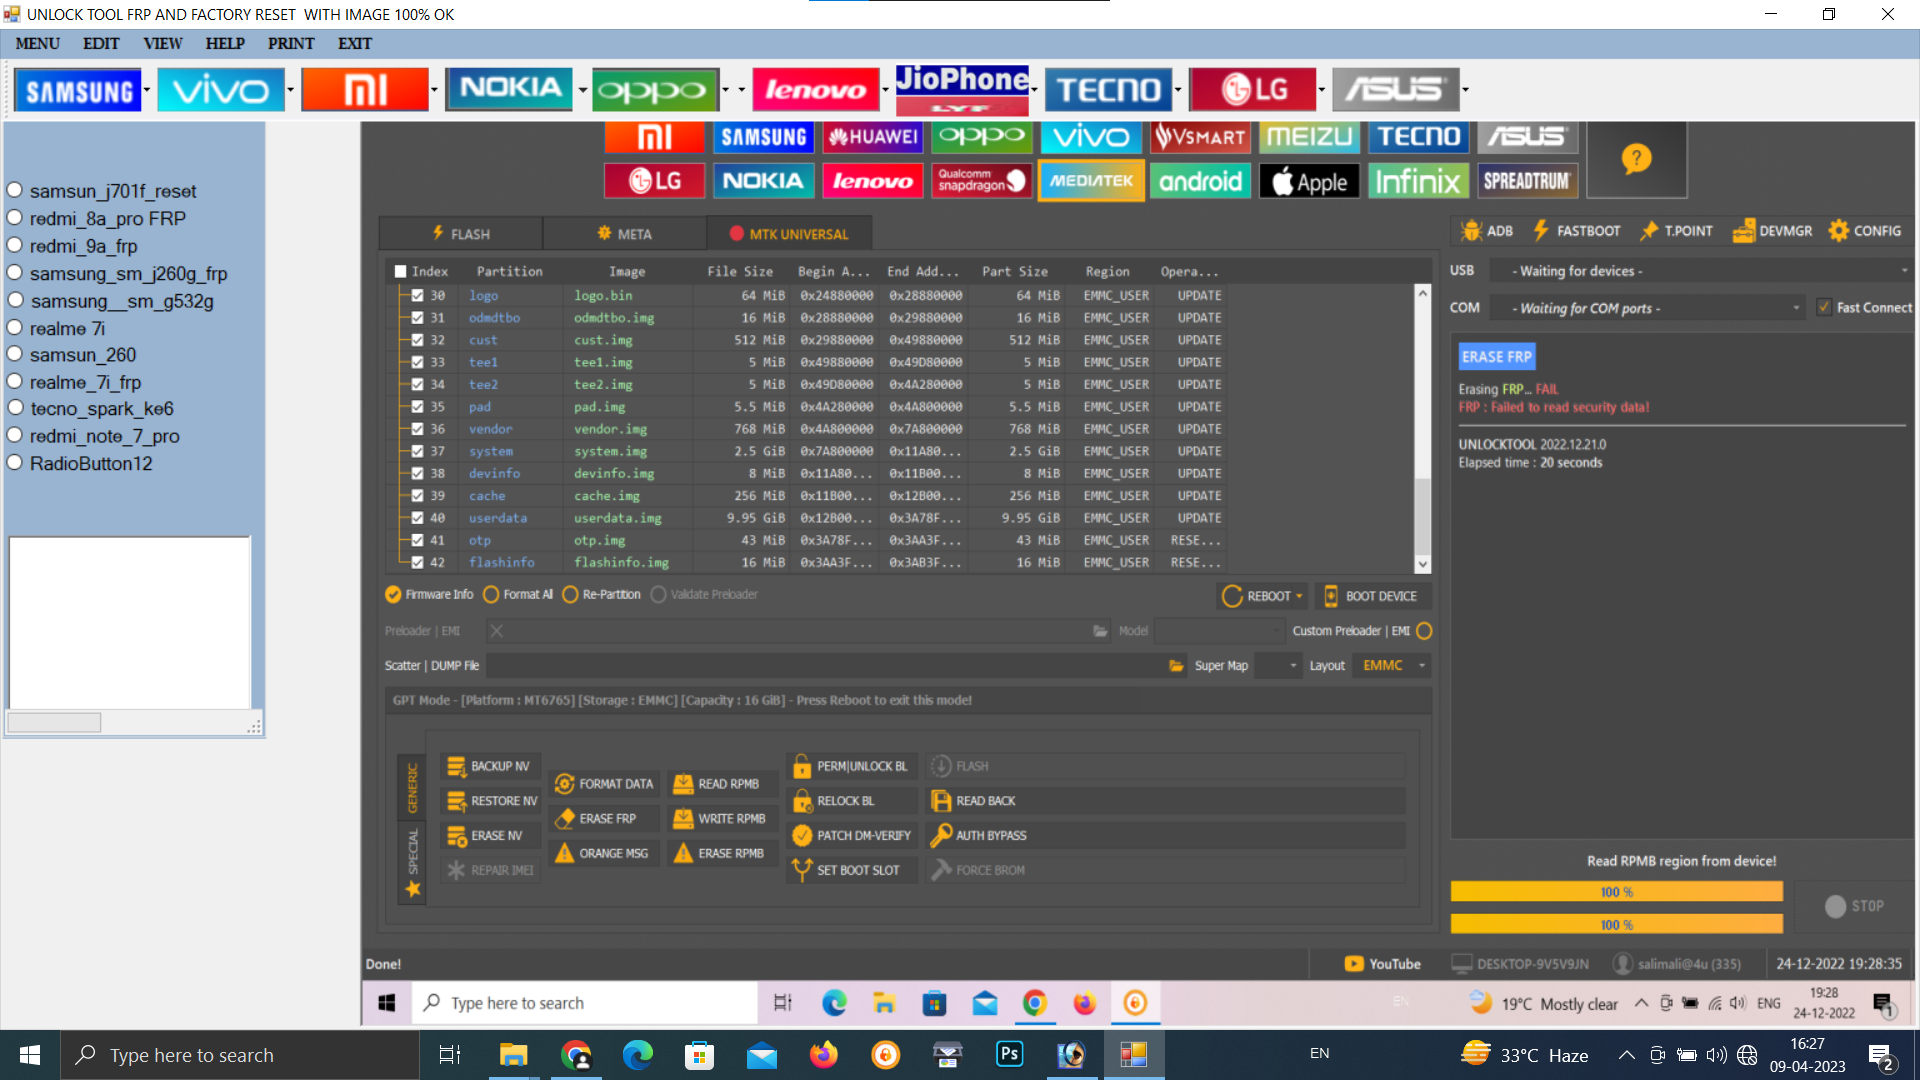 UNLOCK TOOL FRP AND FACTORY RESET  WITH IMAGE 100% OK
MENU EDIT VIEW HELP PRINT EXIT
SAMSUNG vivo mi NOKIA oppo lenovo JioPhone LYF TECNO LG ASUS
mi SAMSUNG HUAWEI oppo vivo VSMART MEIZU TECNO ASUS ?
LG NOKIA lenovo Qualcomm snapdragon MEDIATEK android Apple Infinix SPREADTRUM
samsun_j701f_reset
redmi_8a_pro FRP
redmi_9a_frp
samsung_sm_j260g_frp
samsung__sm_g532g
realme 7i
samsun_260
realme_7i_frp
tecno_spark_ke6
redmi_note_7_pro
RadioButton12
FLASH META MTK UNIVERSAL
Index Partition Image File Size Begin A... End Add... Part Size Region Opera...
30 logo logo.bin 64 MiB 0x24880000 0x28880000 64 MiB EMMC_USER UPDATE
31 odmdtbo odmdtbo.img 16 MiB 0x28880000 0x29880000 16 MiB EMMC_USER UPDATE
32 cust cust.img 512 MiB 0x29880000 0x49880000 512 MiB EMMC_USER UPDATE
33 tee1 tee1.img 5 MiB 0x49880000 0x49D80000 5 MiB EMMC_USER UPDATE
34 tee2 tee2.img 5 MiB 0x49D80000 0x4A280000 5 MiB EMMC_USER UPDATE
35 pad pad.img 5.5 MiB 0x4A280000 0x4A800000 5.5 MiB EMMC_USER UPDATE
36 vendor vendor.img 768 MiB 0x4A800000 0x7A800000 768 MiB EMMC_USER UPDATE
37 system system.img 2.5 GiB 0x7A800000 0x11A80... 2.5 GiB EMMC_USER UPDATE
38 devinfo devinfo.img 8 MiB 0x11A80... 0x11B00... 8 MiB EMMC_USER UPDATE
39 cache cache.img 256 MiB 0x11B00... 0x12B00... 256 MiB EMMC_USER UPDATE
40 userdata userdata.img 9.95 GiB 0x12B00... 0x3A78F... 9.95 GiB EMMC_USER UPDATE
41 otp otp.img 43 MiB 0x3A78F... 0x3AA3F... 43 MiB EMMC_USER RESE...
42 flashinfo flashinfo.img 16 MiB 0x3AA3F... 0x3AB3F... 16 MiB EMMC_USER RESE...
Firmware Info Format All Re-Partition Validate Preloader REBOOT BOOT DEVICE
Preloader | EMI Model Custom Preloader | EMI
Scatter | DUMP File Super Map Layout EMMC
GPT Mode - [Platform : MT6765] [Storage : EMMC] [Capacity : 16 GiB] - Press Reboot to exit this mode!
GENERIC
SPECIAL
BACKUP NV
RESTORE NV
ERASE NV
REPAIR IMEI
FORMAT DATA
ERASE FRP
ORANGE MSG
READ RPMB
WRITE RPMB
ERASE RPMB
PERM|UNLOCK BL
RELOCK BL
PATCH DM-VERIFY
SET BOOT SLOT
FLASH
READ BACK
AUTH BYPASS
FORCE BROM
ADB FASTBOOT T.POINT DEVMGR CONFIG
USB - Waiting for devices -
COM - Waiting for COM ports - Fast Connect
ERASE FRP
Erasing FRP... FAIL
FRP : Failed to read security data!
UNLOCKTOOL 2022.12.21.0
Elapsed time : 20 seconds
Read RPMB region from device!
100 %
100 %
STOP
Done! YouTube DESKTOP-9V5V9JN salimali@4u (335) 24-12-2022 19:28:35
Type here to search EN 19°C Mostly clear ENG 19:28
24-12-2022 1
Type here to search Ps EN 33°C Haze 16:27
09-04-2023 2